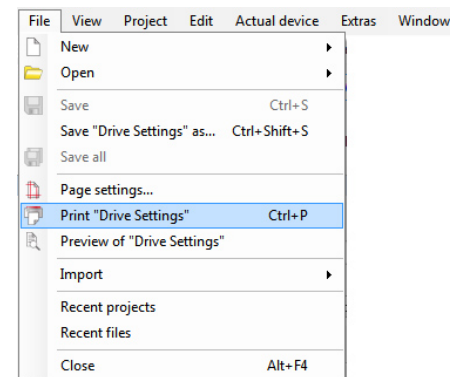 File View Project Edit Actual device Extras Window
New
Open
Save Ctrl+S
Save "Drive Settings" as... Ctrl+Shift+S
Save all
Page settings...
Print "Drive Settings" Ctrl+P
Preview of "Drive Settings"
Import
Recent projects
Recent files
Close Alt+F4